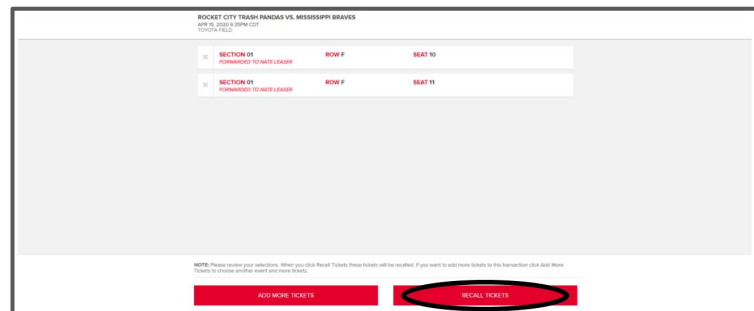 ROCKET CITY TRASH PANDAS VS. MISSISSIPPI BRAVES
APR 15, 2020 6:35PM CDT
TOYOTA FIELD
SECTION 01 ROW F SEAT 10
FORWARDED TO NATE LEASER
SECTION 01 ROW F SEAT 11
FORWARDED TO NATE LEASER
NOTE: Please review your selections. When you click Recall Tickets these tickets will be recalled. If you want to add more tickets to this transaction click Add More
Tickets to choose another event and more tickets.
ADD MORE TICKETS RECALL TICKETS